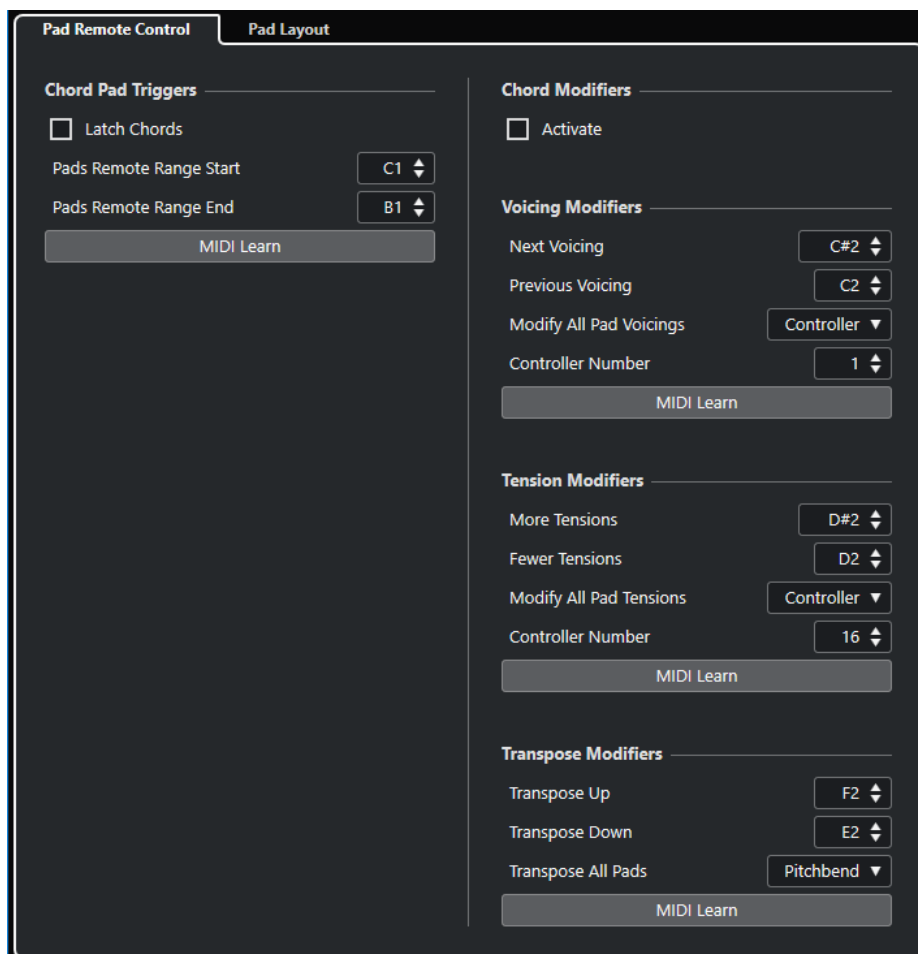 Pad Remote Control
Pad Layout
Chord Pad Triggers
Latch Chords
Pads Remote Range Start C1
Pads Remote Range End B1
MIDI Learn
Chord Modifiers
Activate
Voicing Modifiers
Next Voicing C#2
Previous Voicing C2
Modify All Pad Voicings Controller
Controller Number 1
MIDI Learn
Tension Modifiers
More Tensions D#2
Fewer Tensions D2
Modify All Pad Tensions Controller
Controller Number 16
MIDI Learn
Transpose Modifiers
Transpose Up F2
Transpose Down E2
Transpose All Pads Pitchbend
MIDI Learn